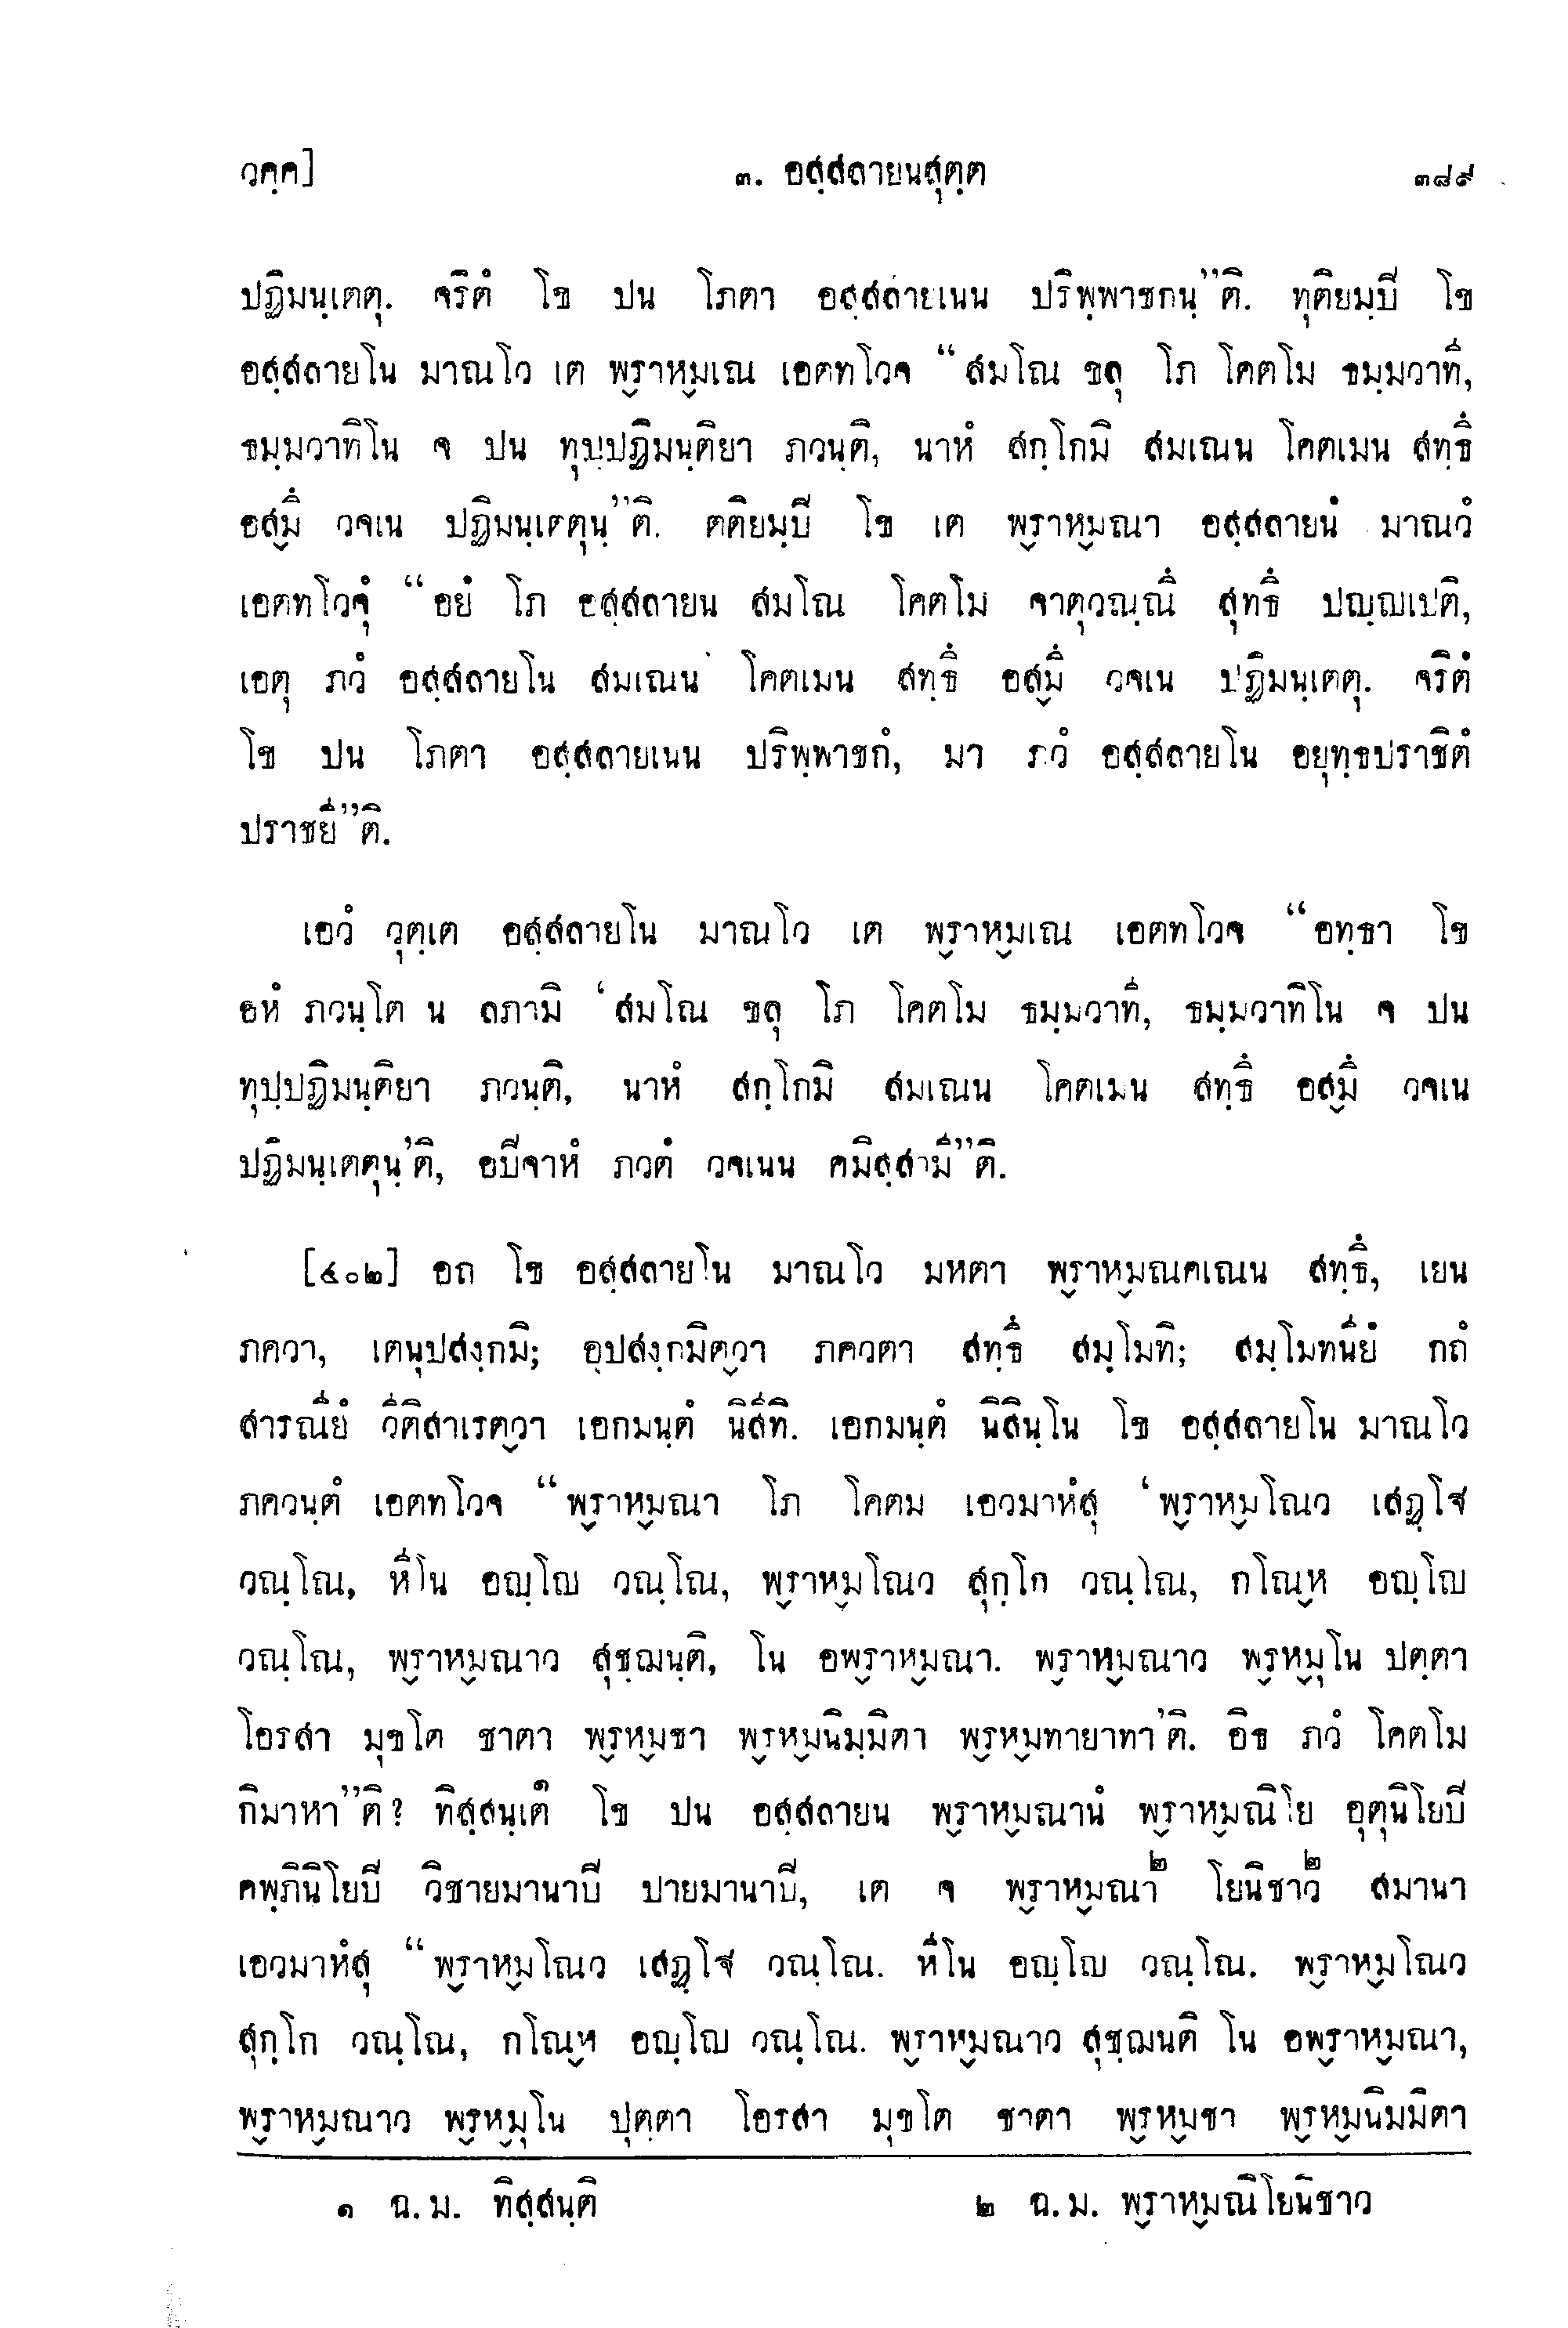 วคฺค] ๓. อสฺสลายนสุตฺต ๓๘๙
ปฏิมนฺเตตุ. จริตํ โข ปน โภตา อสฺสลายเนน ปริพฺพาชกนฺ”ติ. ทุติยมฺปิ โข
อสฺสลายโน มาณโว เต พฺราหฺมเณ เอตทโวจ “สมโณ ขลุ โภ โคตโม ธมฺมวาที,
ธมฺมวาทิโน จ ปน ทุปฺปฏิมนฺติยา ภวนฺติ, นาหํ สกฺโกมิ สมเณน โคตเมน สทฺธึ
อสฺมึ วจเน ปฏิมนฺเตตุนฺ”ติ. ตติยมฺปิ โข เต พฺราหฺมณา อสฺสลายนํ มาณวํ
เอตทโวจุํ “อยํ โภ อสฺสลายน สมโณ โคตโม จาตุวณฺณึ สุทฺธึ ปญฺญเปติ,
เอตุ ภวํ อสฺสลายโน สมเณน โคตเมน สทฺธึ อสฺมึ วจเน ปฏิมนฺเตตุ. จริตํ
โข ปน โภตา อสฺสลายเนน ปริพฺพาชกํ, มา ภวํ อสฺสลายโน อยุทฺธปราชิตํ
ปราชยี”ติ.
เอวํ วุตฺเต อสฺสลายโน มาณโว เต พฺราหฺมเณ เอตทโวจ “อทฺธา โข
อหํ ภวนฺโต น ลภามิ ‘สมโณ ขลุ โภ โคตโม ธมฺมวาที, ธมฺมวาทิโน จ ปน
ทุปฺปฏิมนฺติยา ภวนฺติ, นาหํ สกฺโกมิ สมเณน โคตเมน สทฺธึ อสฺมึ วจเน
ปฏิมนฺเตตุนฺ’ติ, อปิจาหํ ภวตํ วจเนน คมิสฺสามี”ติ.
[๔๐๒] อถ โข อสฺสลายโน มาณโว มหตา พฺราหฺมณคเณน สทฺธึ, เยน
ภควา, เตนุปสงฺกมิ; อุปสงฺกมิตฺวา ภควตา สทฺธึ สมฺโมทิ; สมฺโมทนียํ กถํ
สารณียํ วีติสาเรตฺวา เอกมนฺตํ นิสีทิ. เอกมนฺตํ นิสินฺโน โข อสฺสลายโน มาณโว
ภควนฺตํ เอตทโวจ “พฺราหฺมณา โภ โคตม เอวมาหํสุ ‘พฺราหฺมโณว เสฏฺโฐ
วณฺโณ, หีโน อญฺโญ วณฺโณ, พฺราหฺมโณว สุกฺโก วณฺโณ, กโณฺห อญฺโญ
วณฺโณ, พฺราหฺมณาว สุชฺฌนฺติ, โน อพฺราหฺมณา. พฺราหฺมณาว พฺรหฺมุโน ปตฺตา
โอรสา มุขโต ชาตา พฺรหฺมชา พฺรหฺมนิมฺมิตา พฺรหฺมทายาทา’ติ. อิธ ภวํ โคตโม
กิมาหา”ติ? ทิสฺสนฺเต๑ โข ปน อสฺสลายน พฺราหฺมณานํ พฺราหฺมณิโย อุตุนิโยปิ
คพฺภินิโยปิ วิชายมานาปิ ปายมานาปิ, เต จ พฺราหฺมณา๒ โยนิชาว๒ สมานา
เอวมาหํสุ “พฺราหฺมโณว เสฏฺโฐ วณฺโณ. หีโน อญฺโญ วณฺโณ. พฺราหฺมโณว
สุกฺโก วณฺโณ, กโณฺห อญฺโญ วณฺโณ. พฺราหฺมณาว สุชฺฌนติ โน อพฺราหฺมณา,
พฺราหฺมณาว พฺรหฺมุโน ปุตฺตา โอรสา มุขโต ชาตา พฺรหฺมชา พฺรหฺมนิมมิตา
๑ ฉ.ม. ทิสฺสนฺติ ๒ ฉ.ม. พฺราหฺมณิโยนิชาว